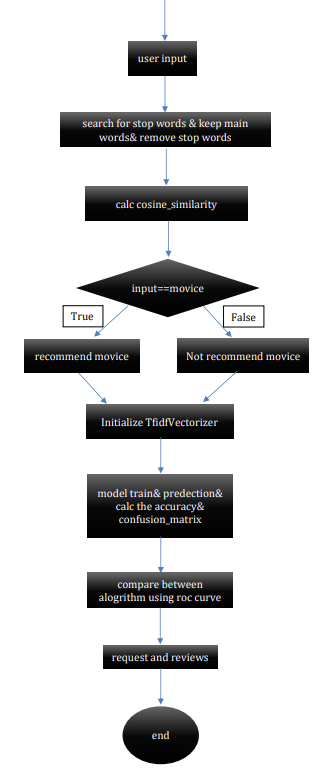 user input
search for stop words & keep main
words& remove stop words
calc cosine_similarity
input==movice
True
False
recommend movice
Not recommend movice
Initialize TfidfVectorizer
model train& predection&
calc the accuracy&
confusion_matrix
compare between
alogrithm using roc curve
request and reviews
end